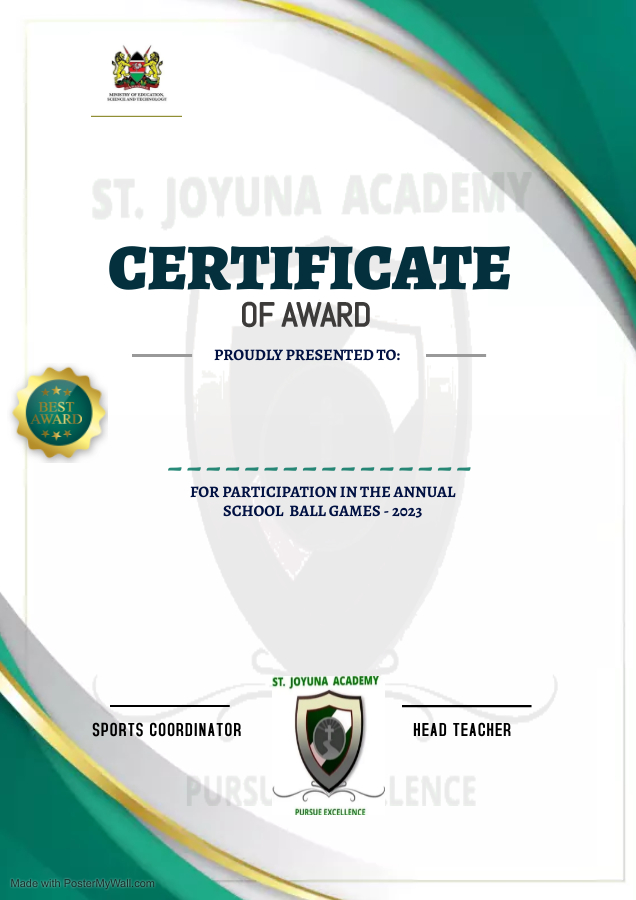 MINISTRY OF EDUCATION,
SCIENCE AND TECHNOLOGY
ST. JOYUNA ACADEMY
CERTIFICATE
OF AWARD
PROUDLY PRESENTED TO:
BEST
AWARD
FOR PARTICIPATION IN THE ANNUAL
SCHOOL BALL GAMES - 2023
ST. JOYUNA ACADEMY
SPORTS COORDINATOR
HEAD TEACHER
PURSU
LENCE
PURSUE EXCELLENCE
Made with PosterMyWall.com